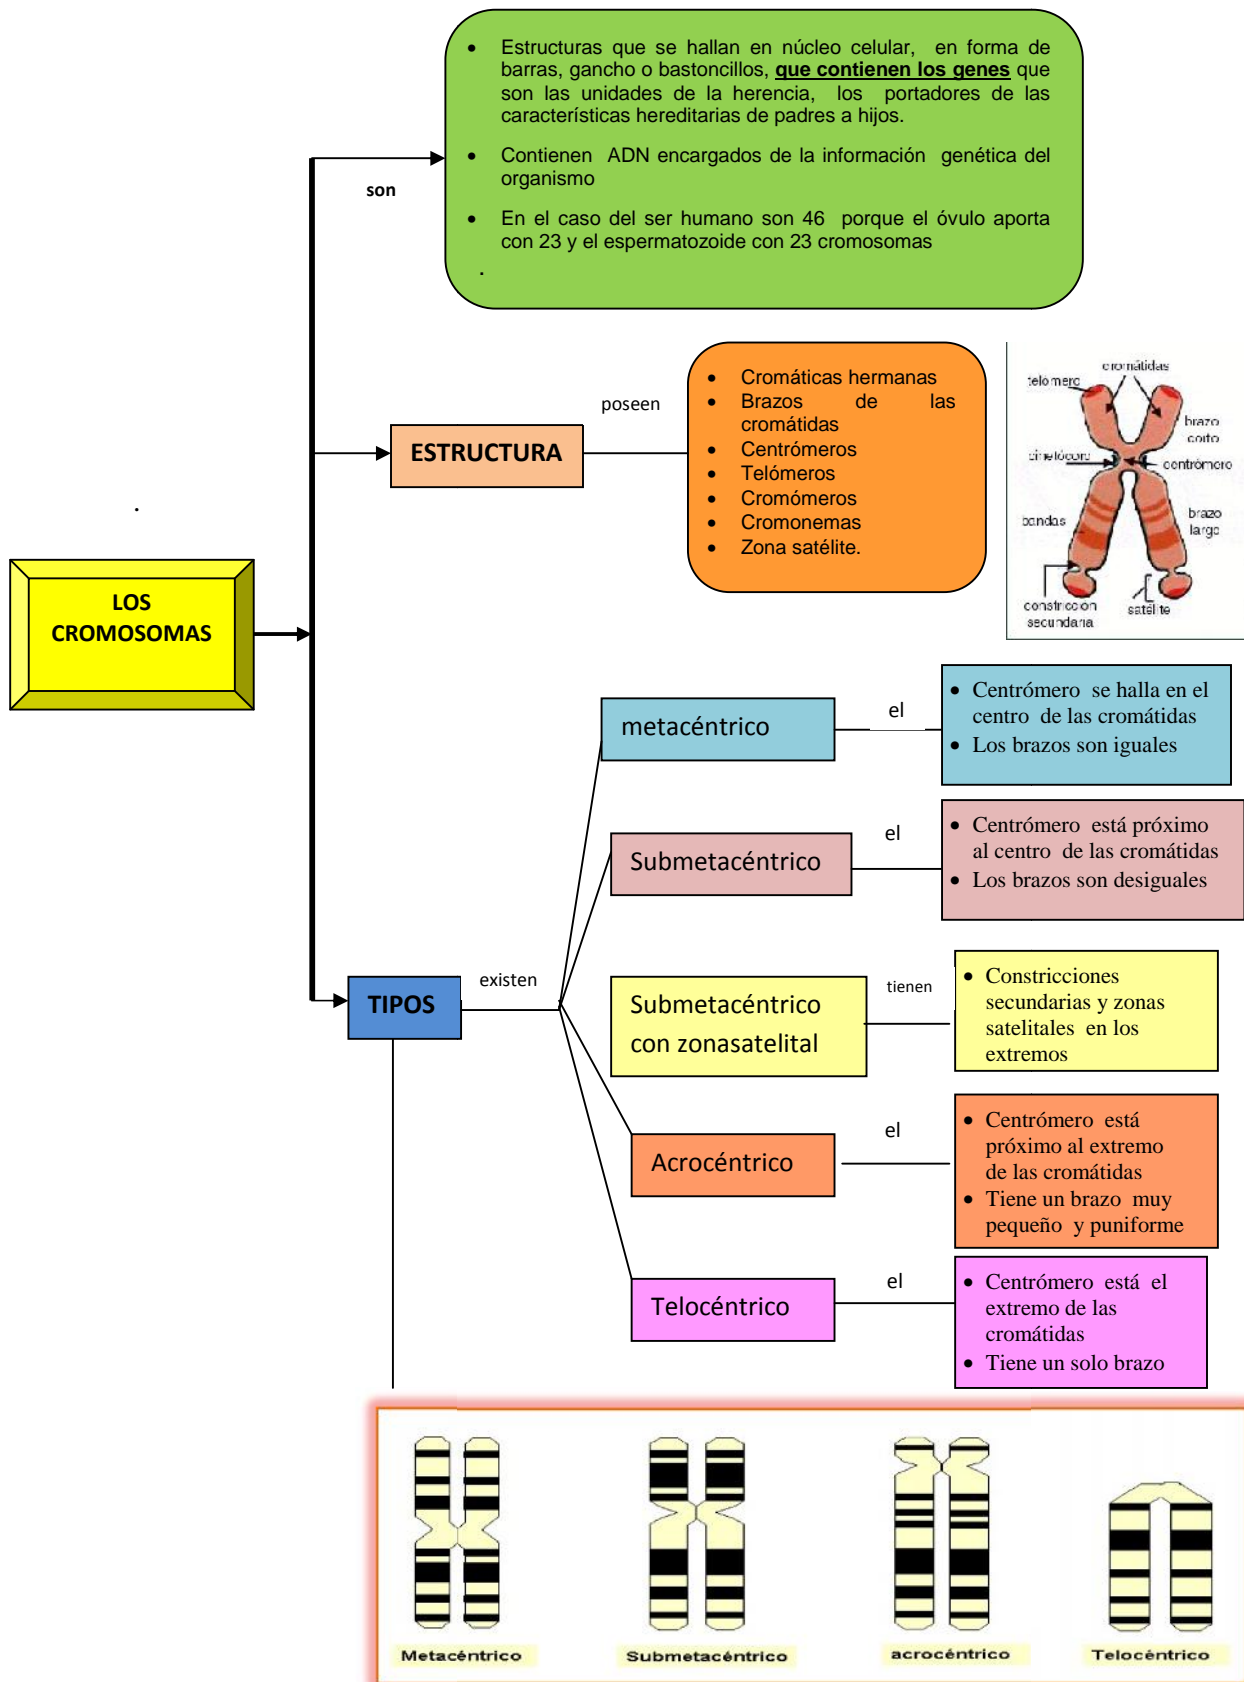 • Estructuras que se hallan en núcleo celular, en forma de
barras, gancho o bastoncillos, que contienen los genes que
son las unidades de la herencia, los portadores de las
características hereditarias de padres a hijos.
• Contienen ADN encargados de la información genética del
organismo
• En el caso del ser humano son 46 porque el óvulo aporta
con 23 y el espermatozoide con 23 cromosomas
.
son
ESTRUCTURA
poseen
• Cromáticas hermanas
• Brazos de las
cromátidas
• Centrómeros
• Telómeros
• Cromómeros
• Cromonemas
• Zona satélite.
cromátidas
telómero
brazo
corto
cinetócoro
centrómero
bandas
brazo
largo
constricción
secundaria
satélite
.
LOS
CROMOSOMAS
TIPOS
existen
metacéntrico
el
• Centrómero se halla en el
centro de las cromátidas
• Los brazos son iguales
Submetacéntrico
el
• Centrómero está próximo
al centro de las cromátidas
• Los brazos son desiguales
Submetacéntrico
con zonasatelital
tienen
• Constricciones
secundarias y zonas
satelitales en los
extremos
Acrocéntrico
el
• Centrómero está
próximo al extremo
de las cromátidas
• Tiene un brazo muy
pequeño y puniforme
Telocéntrico
el
• Centrómero está el
extremo de las
cromátidas
• Tiene un solo brazo
Metacéntrico
Submetacéntrico
acrocéntrico
Telocéntrico